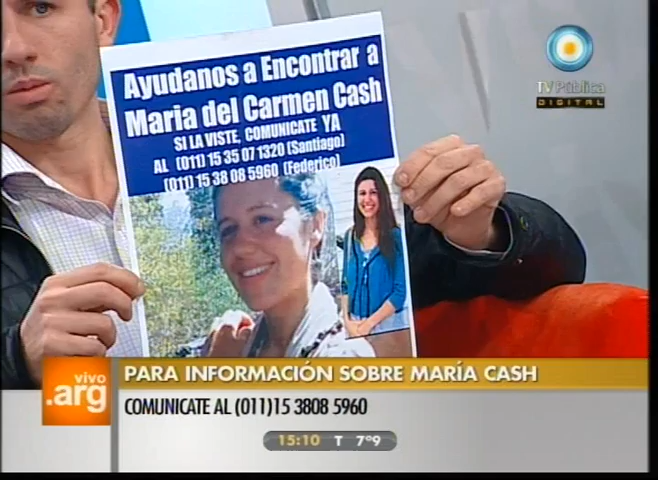 Ayudanos a Encontrar a
Maria del Carmen Cash
SI LA VISTE, COMUNICATE YA
AL (011) 15 35 07 1320 (Santiago)
(011) 15 38 08 5960 (Federico)
TV Pública
DIGITAL
vivo
.arg
PARA INFORMACIÓN SOBRE MARÍA CASH
COMUNICATE AL (011)15 3808 5960
15:10 T 7º9